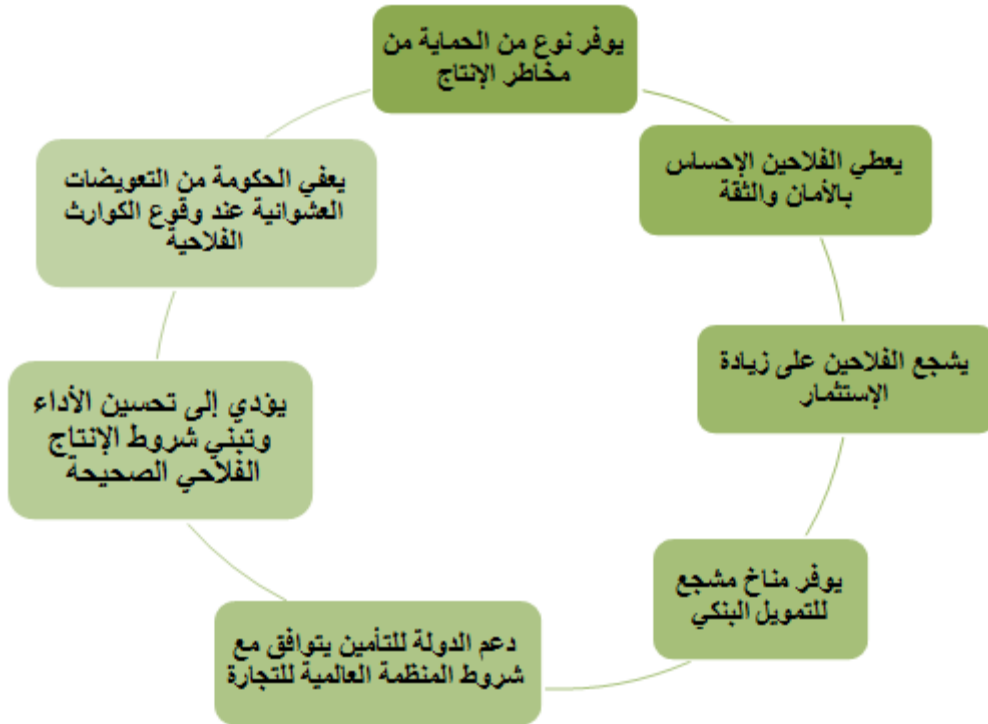 يوفر نوع من الحماية من
مخاطر الإنتاج
يعطي الفلاحين الإحساس
بالأمان والثقة
يشجع الفلاحين على زيادة
الإستثمار
يوفر مناخ مشجع
للتمويل البنكي
دعم الدولة للتأمين يتوافق مع
شروط المنظمة العالمية للتجارة
يؤدي إلى تحسين الأداء
وتبني شروط الإنتاج
الفلاحي الصحيحة
يعفي الحكومة من التعويضات
العشوائية عند وقوع الكوارث
الفلاحية